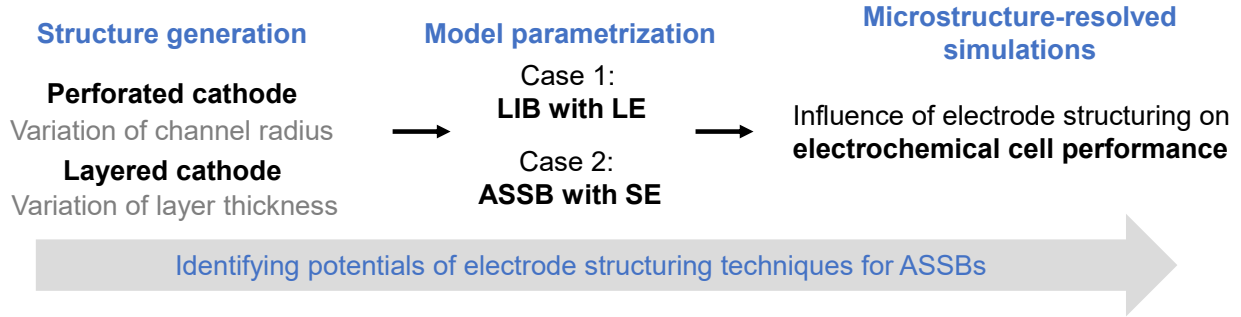 Structure generation
Perforated cathode
Variation of channel radius
Layered cathode
Variation of layer thickness
Model parametrization
Case 1:
LIB with LE
Case 2:
ASSB with SE
Microstructure-resolved
simulations
Influence of electrode structuring on
electrochemical cell performance
Identifying potentials of electrode structuring techniques for ASSBs